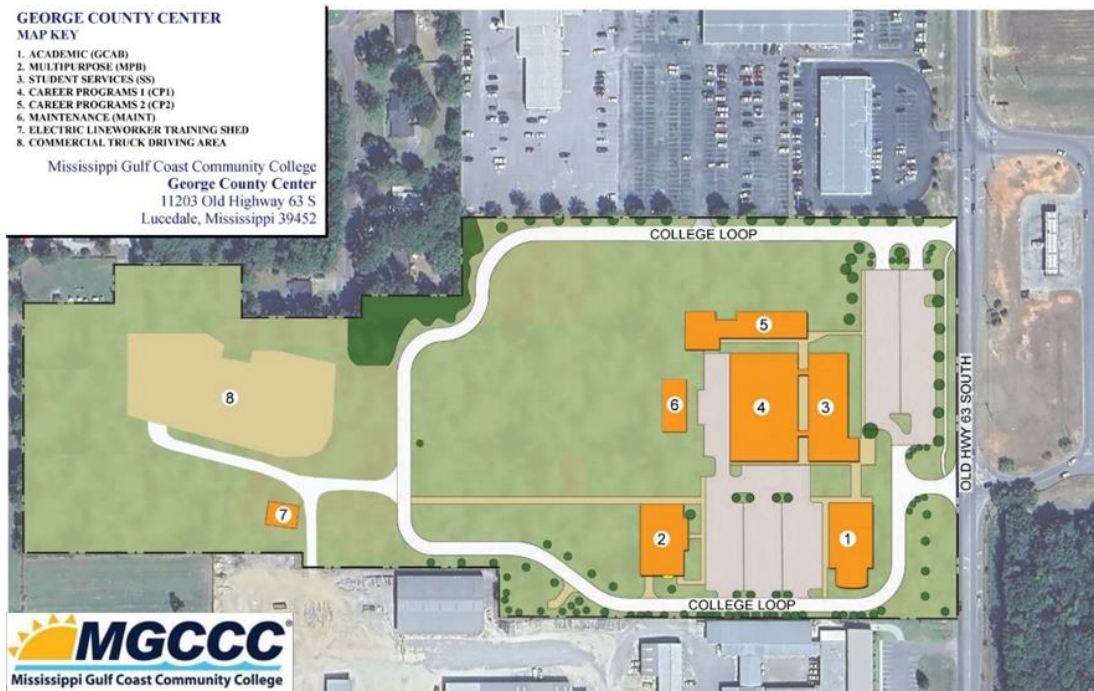 GEORGE COUNTY CENTER
MAP KEY
1. ACADEMIC (GCAB)
2. MULTIPURPOSE (MPB)
3. STUDENT SERVICES (SS)
4. CAREER PROGRAMS 1 (CP1)
5. CAREER PROGRAMS 2 (CP2)
6. MAINTENANCE (MAINT)
7. ELECTRIC LINEWORKER TRAINING SHED
8. COMMERCIAL TRUCK DRIVING AREA
Mississippi Gulf Coast Community College
George County Center
11203 Old Highway 63 S
Lucedale, Mississippi 39452
COLLEGE LOOP
5
8
6
4
3
OLD HWY 63 SOUTH
7
2
1
COLLEGE LOOP
MGCCC
Mississippi Gulf Coast Community College